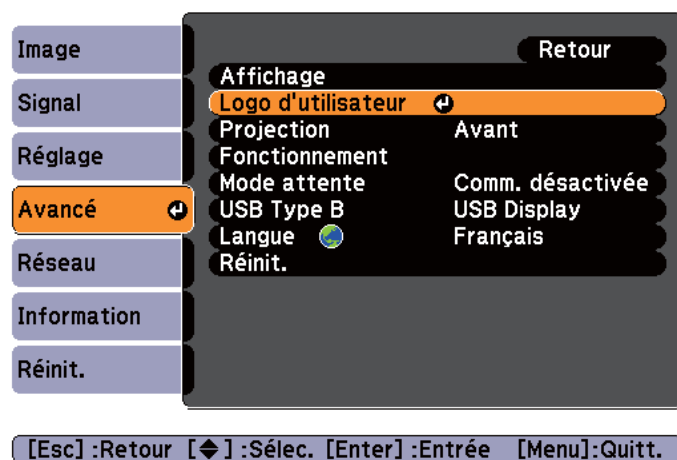 Image
Signal
Réglage
Avancé
Réseau
Information
Réinit.
Retour
Affichage
Logo d'utilisateur
Projection Avant
Fonctionnement
Mode attente Comm. désactivée
USB Type B USB Display
Langue Français
Réinit.
[Esc] :Retour [◆] :Sélec. [Enter] :Entrée [Menu]:Quitt.